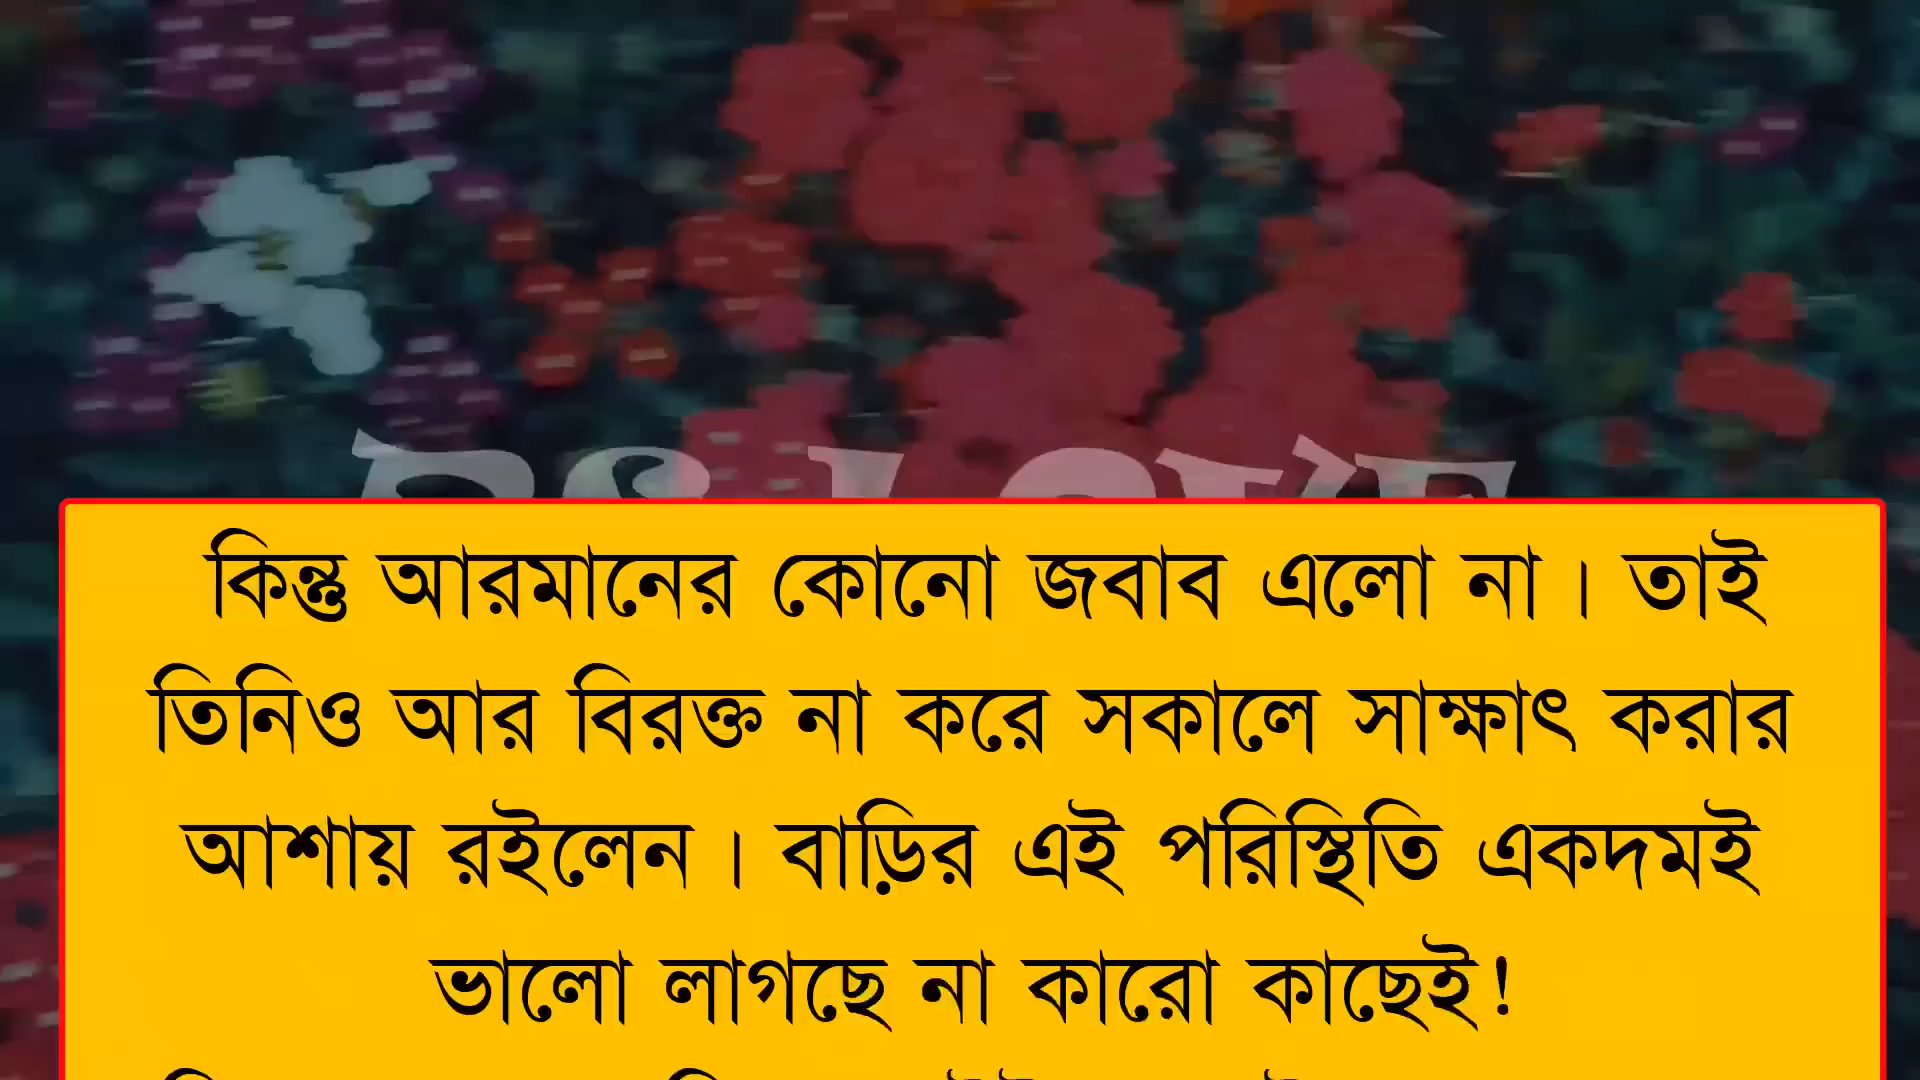 কিন্তু আরমানের কোনো জবাব এলো না। তাই
তিনিও আর বিরক্ত না করে সকালে সাক্ষাৎ করার
আশায় রইলেন। বাড়ির এই পরিস্থিতি একদমই
ভালো লাগছে না কারো কাছেই!